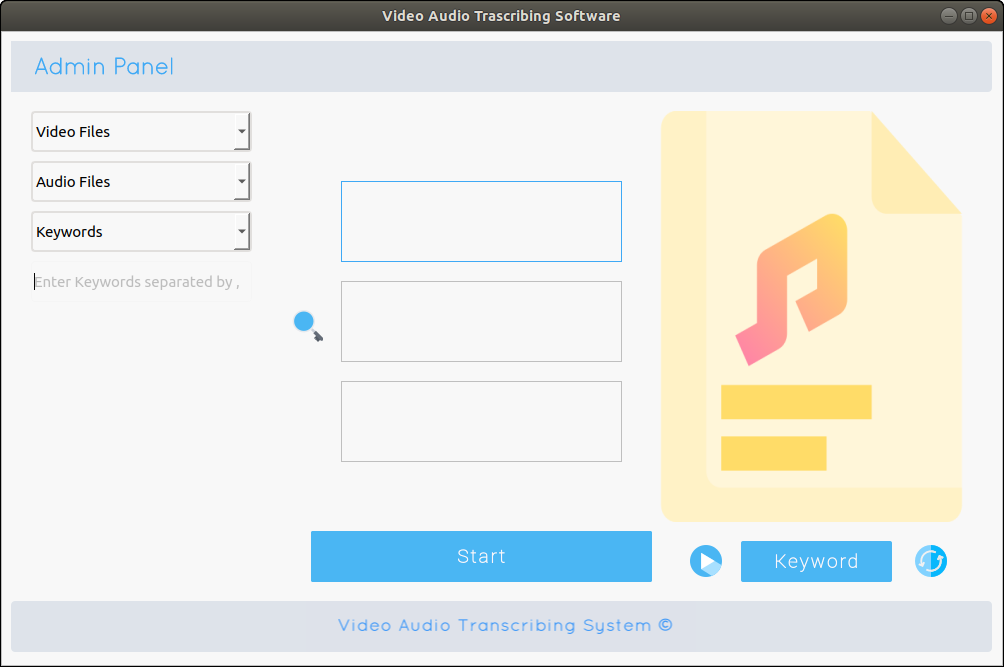 Video Audio Trascribing Software
Admin Panel
Video Files
Audio Files
Keywords
Enter Keywords separated by ,
Start
Keyword
Video Audio Transcribing System ©